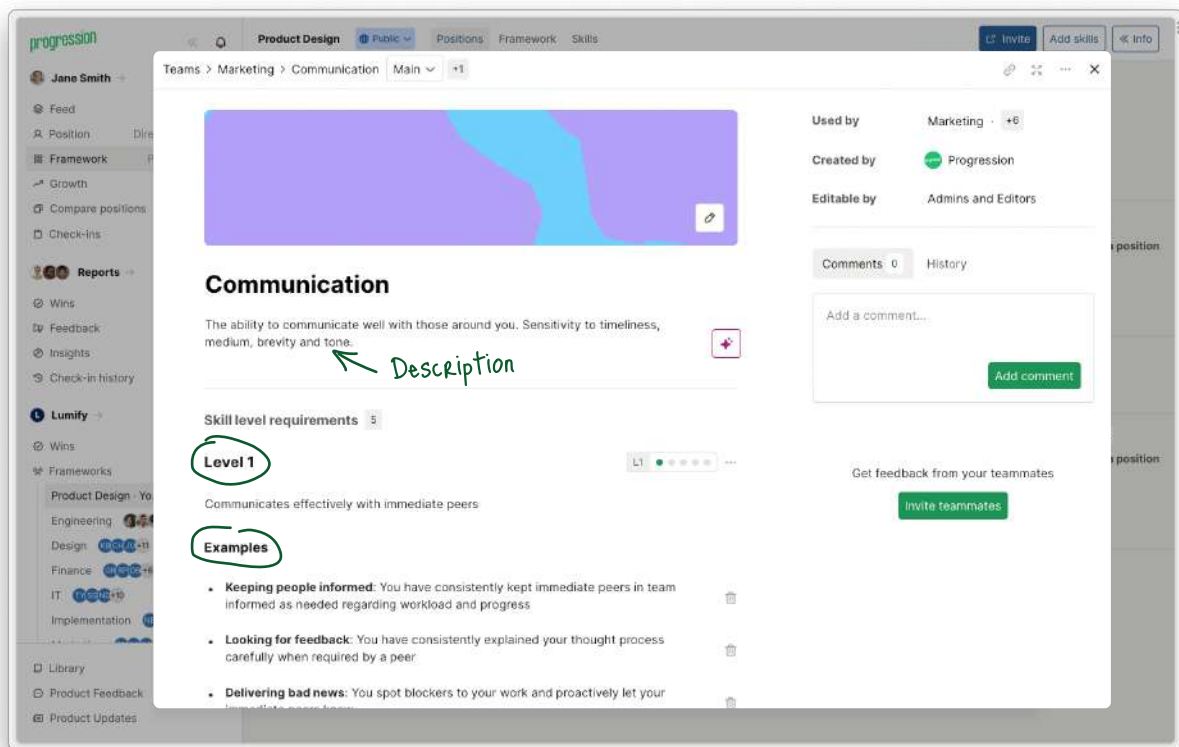 progression
Product Design Public Positions Framework Skills
Invite Add skills Info
Jane Smith
Feed
Position Dire
Framework P
Growth
Compare positions
Check-ins
Reports
Wins
Feedback
Insights
Check-in history
Lumify
Wins
Frameworks
Product Design · Yo
Engineering
Design +11
Finance
IT +10
Implementation
Library
Product Feedback
Product Updates
Teams > Marketing > Communication Main +1
Communication
The ability to communicate well with those around you. Sensitivity to timeliness,
medium, brevity and tone.
Description
Skill level requirements 5
Level 1 L1
Communicates effectively with immediate peers
Examples
• Keeping people informed: You have consistently kept immediate peers in team
informed as needed regarding workload and progress
• Looking for feedback: You have consistently explained your thought process
carefully when required by a peer
• Delivering bad news: You spot blockers to your work and proactively let your
Used by Marketing · +6
Created by Progression
Editable by Admins and Editors
Comments 0 History
Add a comment...
Add comment
Get feedback from your teammates
Invite teammates
position
position